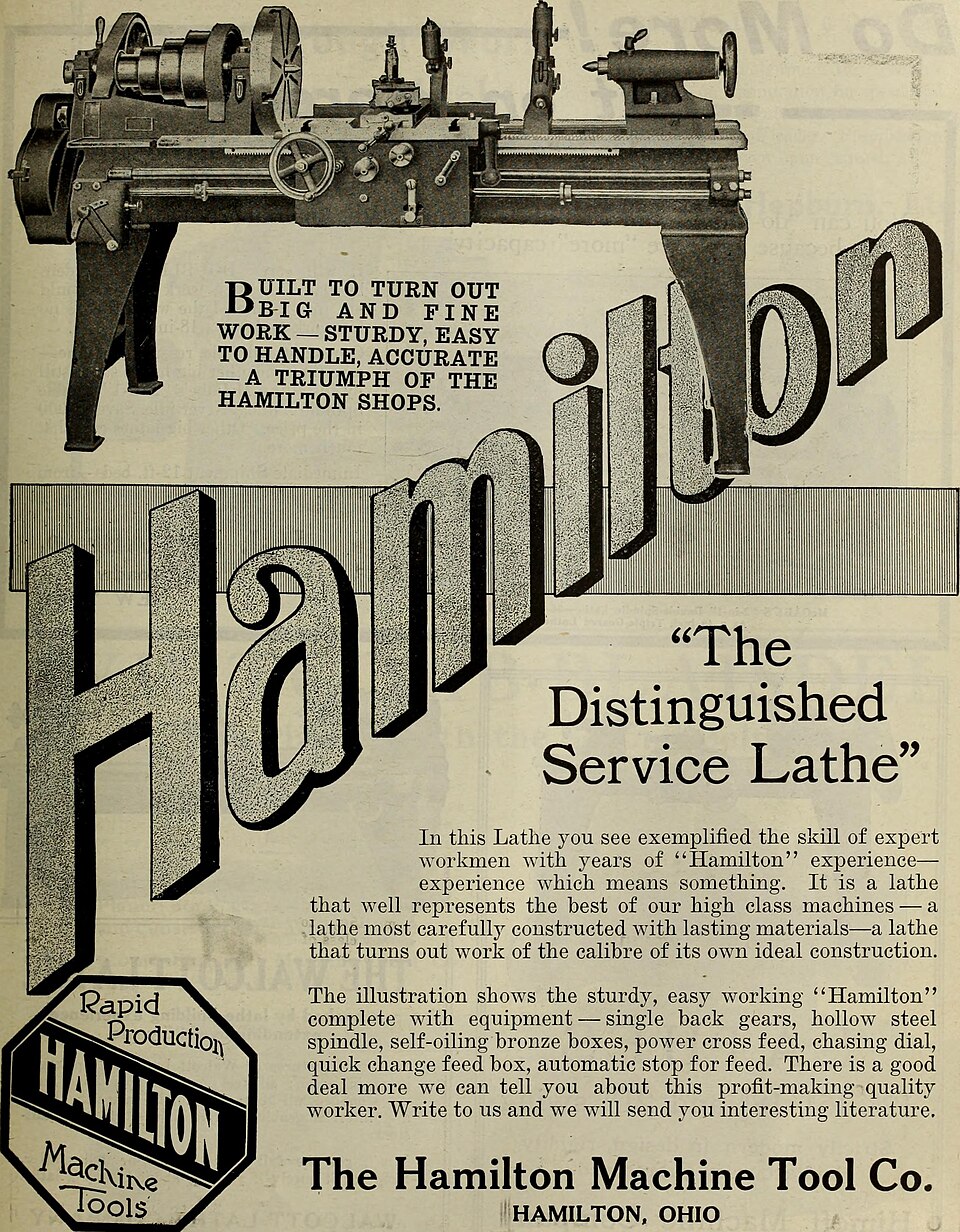 BUILT TO TURN OUT
BIG AND FINE
WORK — STURDY, EASY
TO HANDLE, ACCURATE
— A TRIUMPH OF THE
HAMILTON SHOPS.
Hamilton
“The
Distinguished
Service Lathe”
In this Lathe you see exemplified the skill of expert
workmen with years of “Hamilton” experience—
experience which means something. It is a lathe
that well represents the best of our high class machines — a
lathe most carefully constructed with lasting materials—a lathe
that turns out work of the calibre of its own ideal construction.
The illustration shows the sturdy, easy working “Hamilton”
complete with equipment — single back gears, hollow steel
spindle, self-oiling bronze boxes, power cross feed, chasing dial,
quick change feed box, automatic stop for feed. There is a good
deal more we can tell you about this profit-making quality
worker. Write to us and we will send you interesting literature.
Rapid
Production
HAMILTON
Machine
Tools
The Hamilton Machine Tool Co.
HAMILTON, OHIO